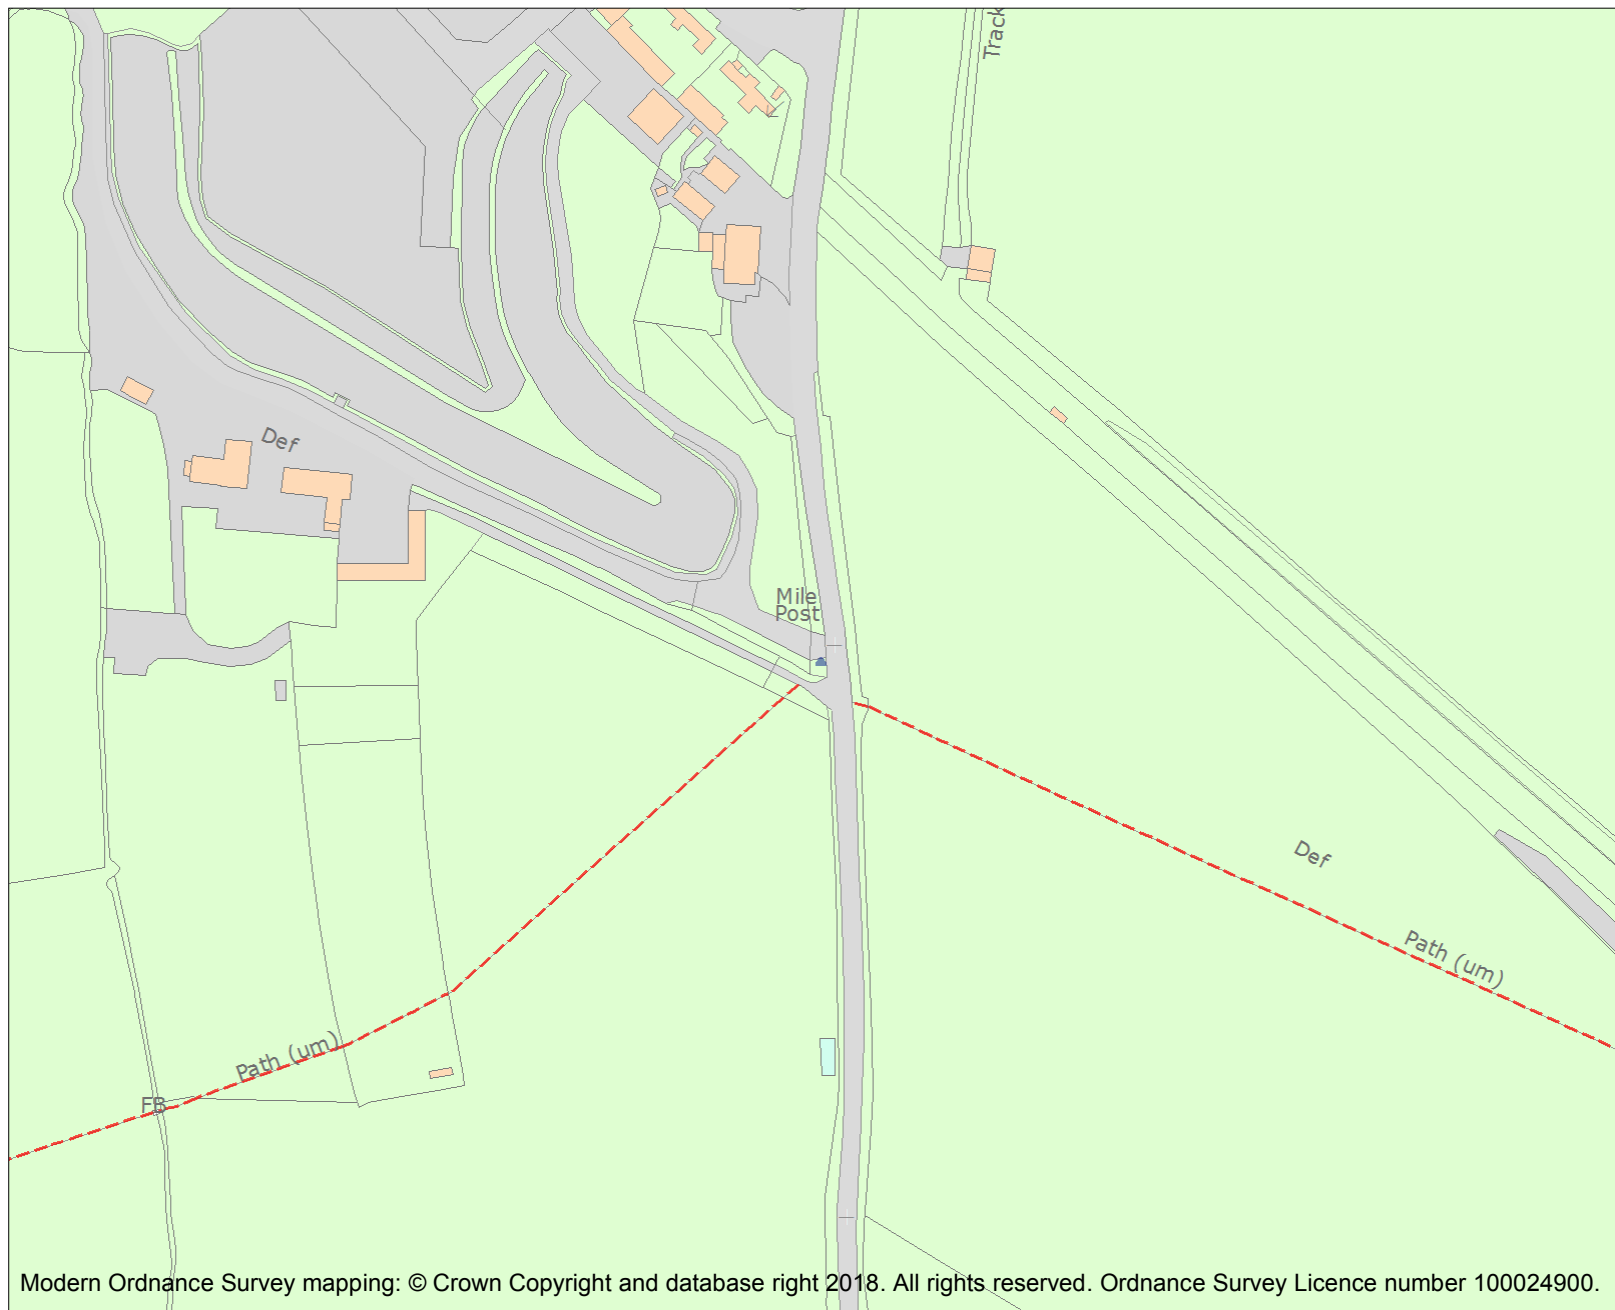 Track
Def
Mile
Post
Def
Path (um)
Path (um)
FB
Modern Ordnance Survey mapping: © Crown Copyright and database right 2018. All rights reserved. Ordnance Survey Licence number 100024900.